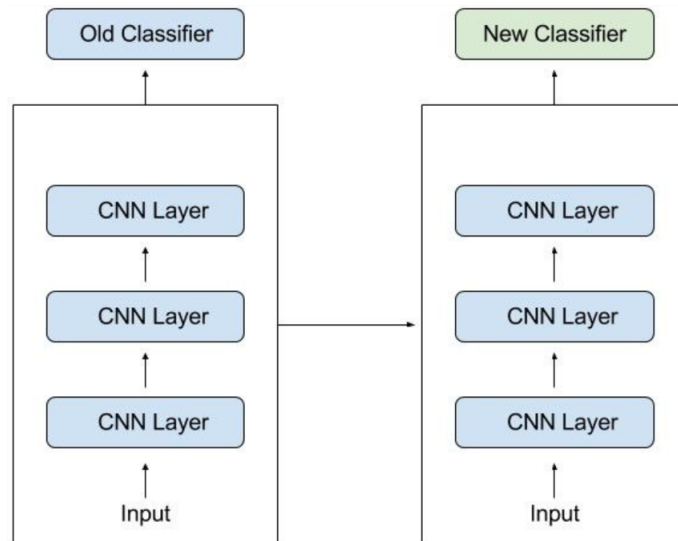 Old Classifier
CNN Layer
CNN Layer
CNN Layer
Input
New Classifier
CNN Layer
CNN Layer
CNN Layer
Input